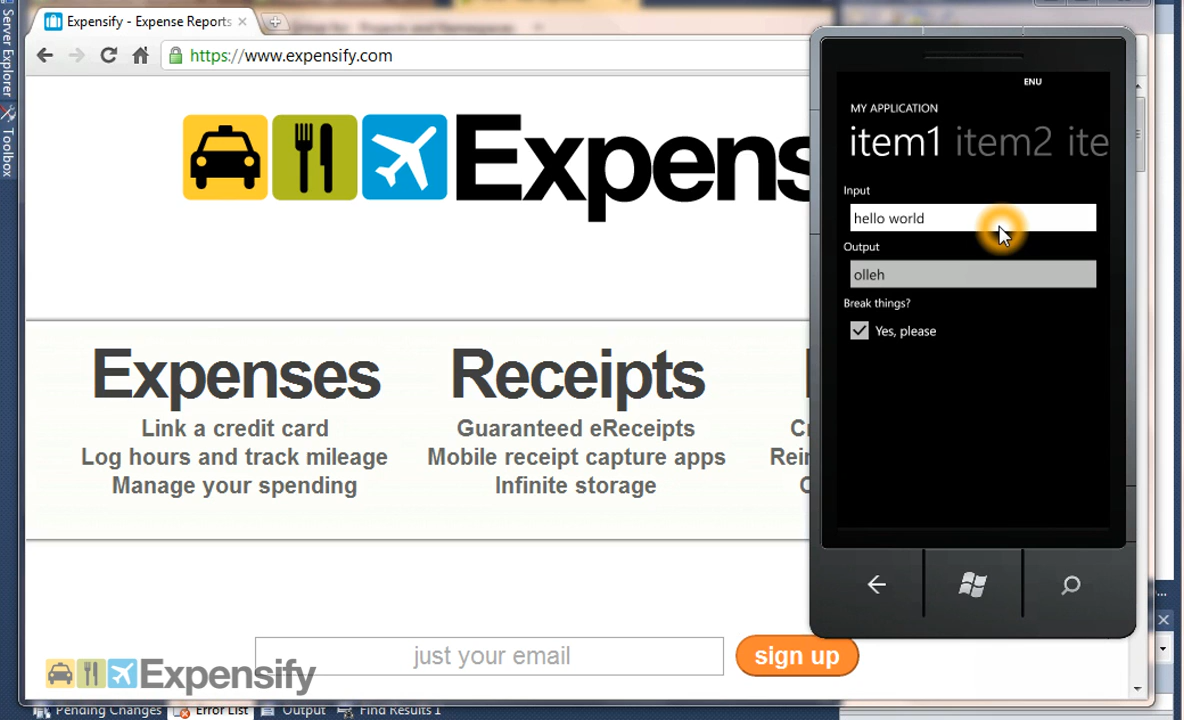 Expensify - Expense Reports
https://www.expensify.com
Server Explorer
Toolbox
Expens
Expenses
Link a credit card
Log hours and track mileage
Manage your spending
Receipts
Guaranteed eReceipts
Mobile receipt capture apps
Infinite storage
just your email
sign up
Expensify
Pending Changes
Error List
Output
Find Results 1
ENU
MY APPLICATION
item1 item2 ite
Input
hello world
Output
olleh
Break things?
Yes, please